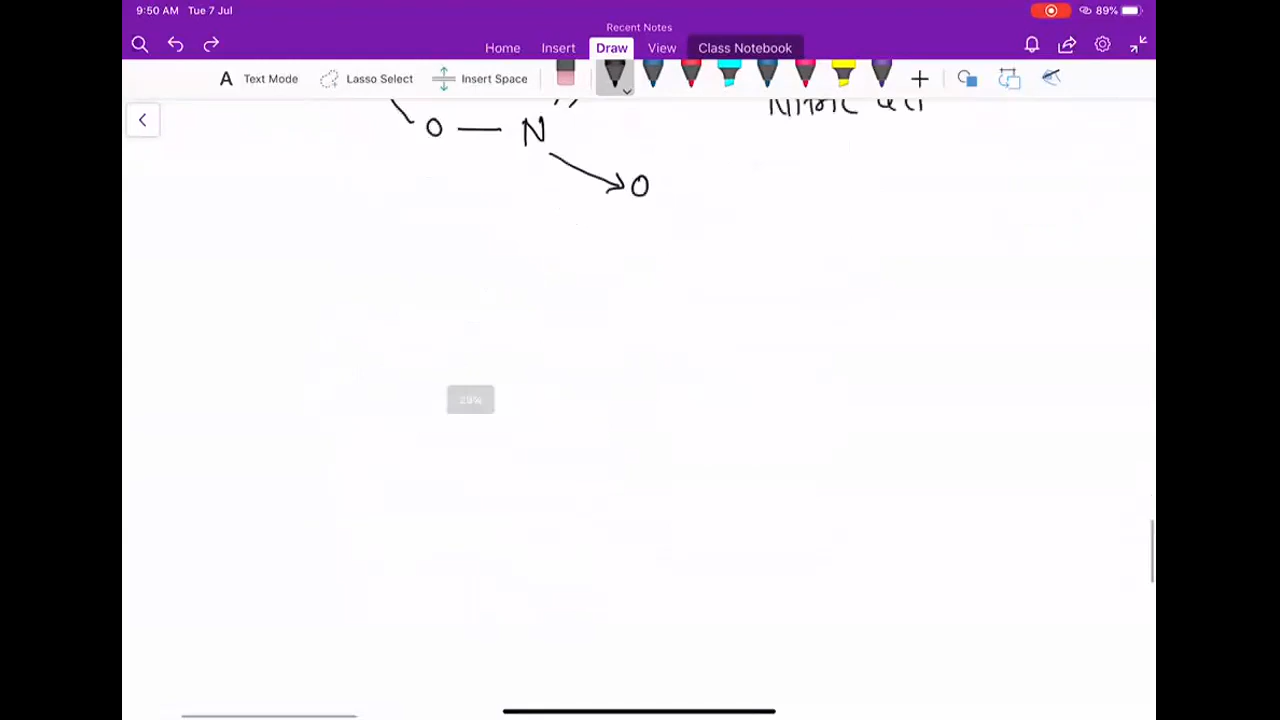 9:50 AM Tue 7 Jul
89%
Recent Notes
Home Insert Draw View Class Notebook
A Text Mode Lasso Select Insert Space
O — N
O
29%